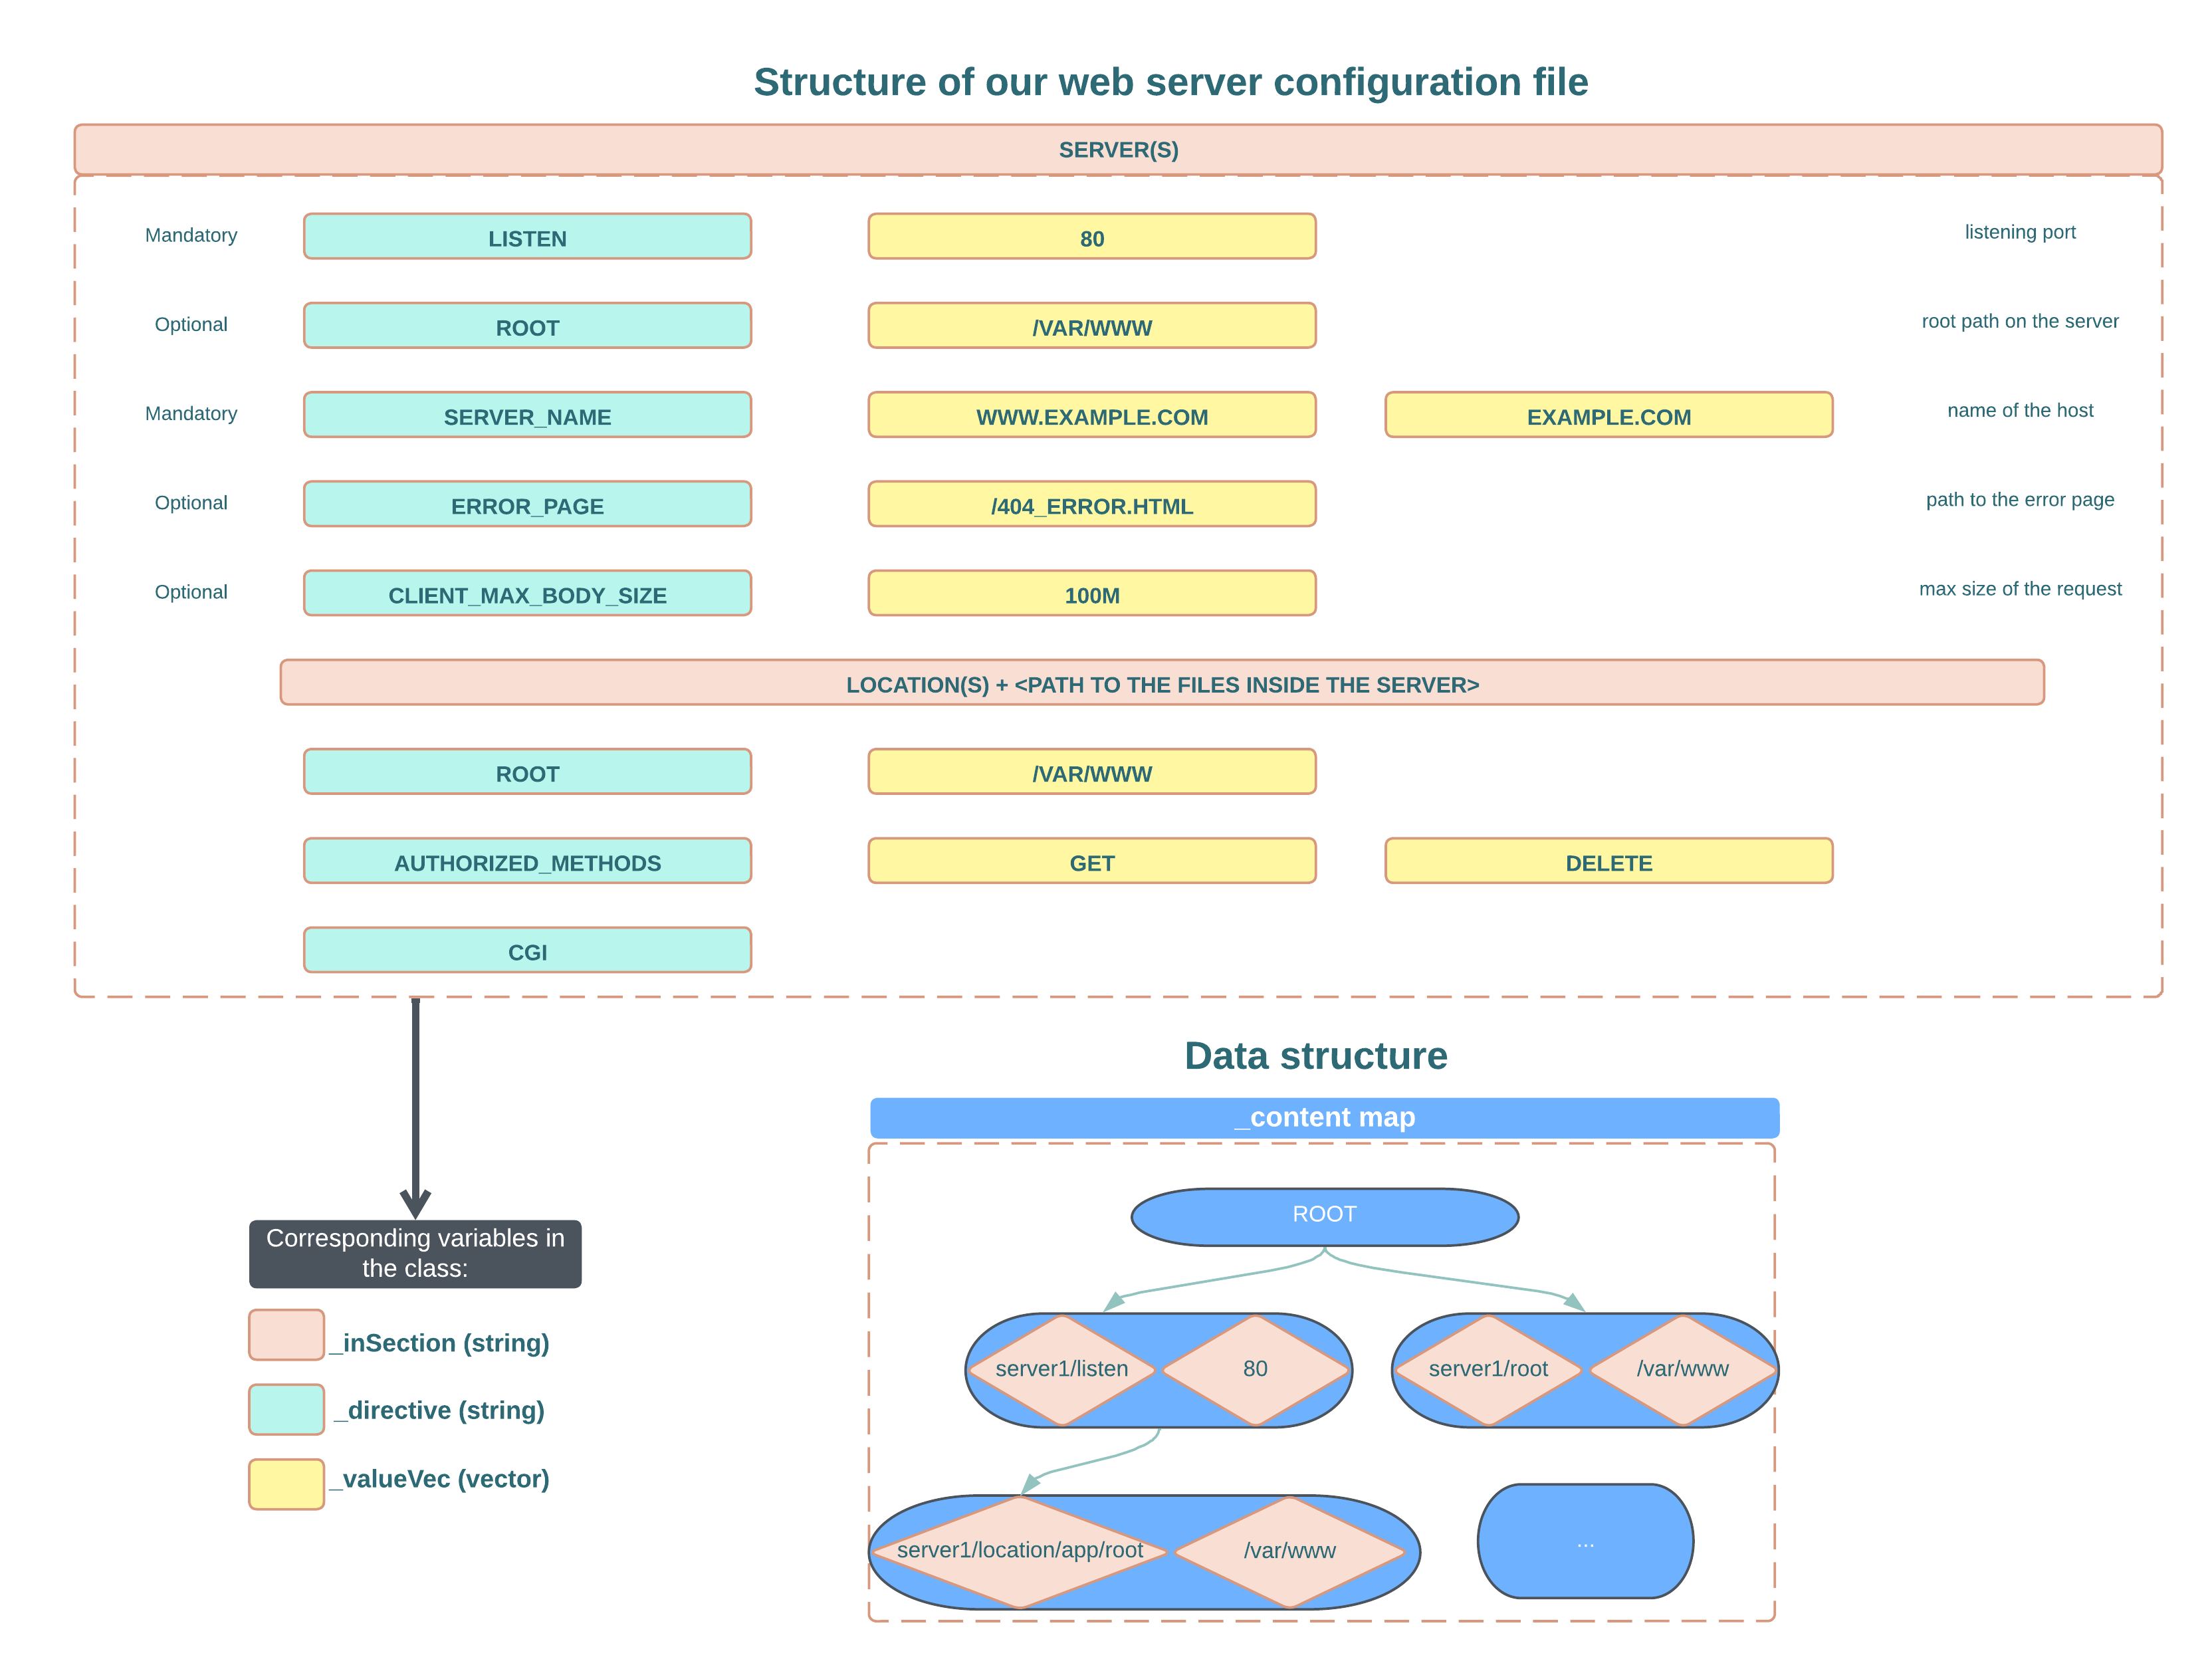 Structure of our web server configuration file
SERVER(S)
Mandatory LISTEN 80 listening port
Optional ROOT /VAR/WWW root path on the server
Mandatory SERVER_NAME WWW.EXAMPLE.COM EXAMPLE.COM name of the host
Optional ERROR_PAGE /404_ERROR.HTML path to the error page
Optional CLIENT_MAX_BODY_SIZE 100M max size of the request
LOCATION(S) + <PATH TO THE FILES INSIDE THE SERVER>
ROOT /VAR/WWW
AUTHORIZED_METHODS GET DELETE
CGI
Corresponding variables in
the class:
_inSection (string)
_directive (string)
_valueVec (vector)
Data structure
_content map
ROOT
server1/listen 80 server1/root /var/www
server1/location/app/root /var/www ...